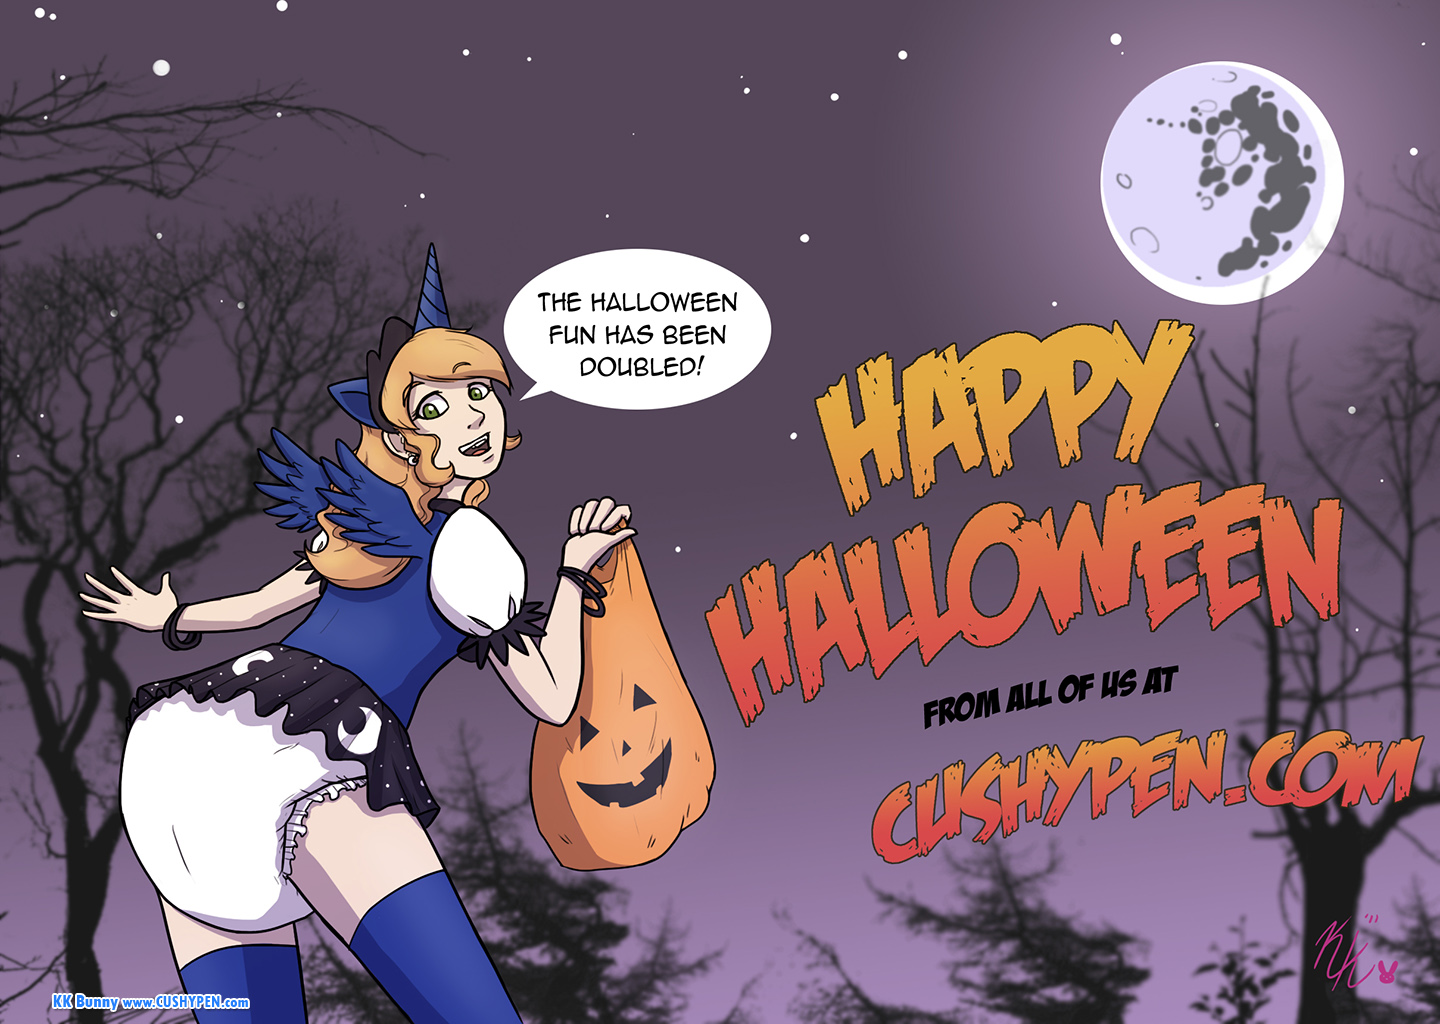 THE HALLOWEEN
FUN HAS BEEN
DOUBLED!
HAPPY
HALLOWEEN
FROM ALL OF US AT
CUSHYPEN.COM
KK
KK Bunny www.CUSHYPEN.com